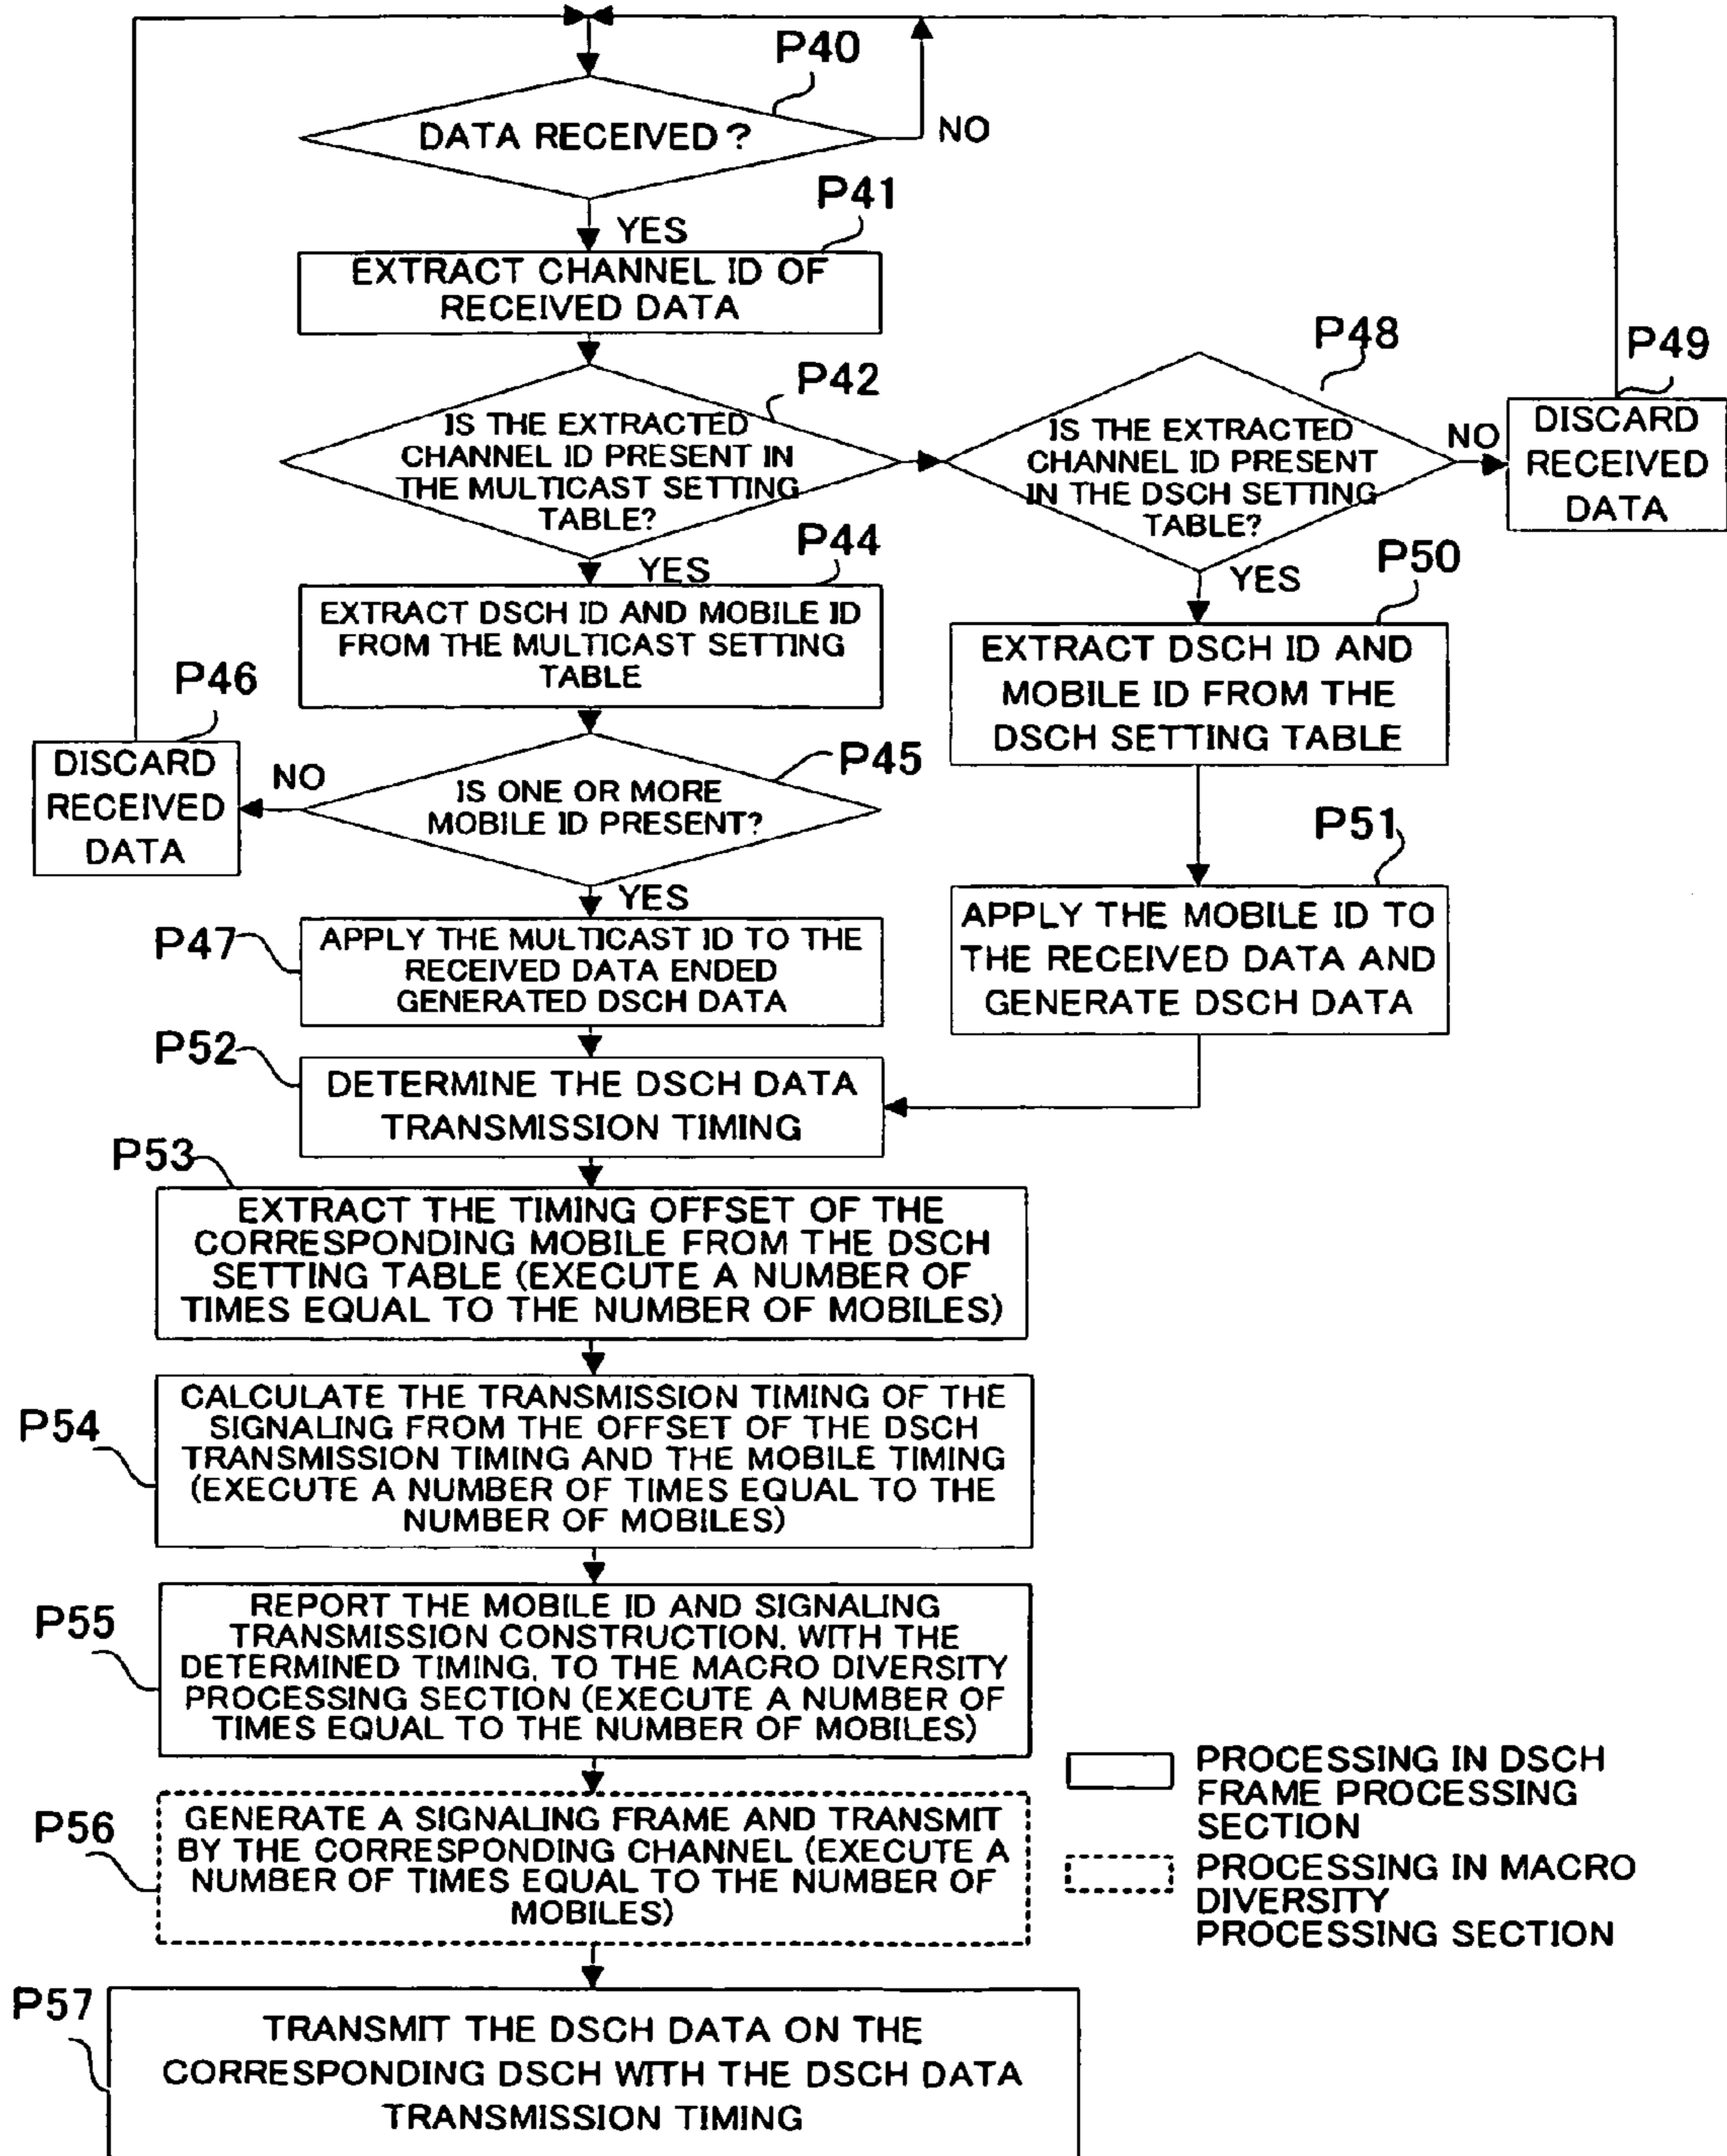 P40
DATA RECEIVED?
NO
P41
YES
EXTRACT CHANNEL ID OF
RECEIVED DATA
P42
IS THE EXTRACTED
CHANNEL ID PRESENT IN
THE MULTICAST SETTING
TABLE?
P48
IS THE EXTRACTED
CHANNEL ID PRESENT
IN THE DSCH SETTING
TABLE?
NO
P49
DISCARD
RECEIVED
DATA
P44
YES
EXTRACT DSCH ID AND MOBILE ID
FROM THE MULTICAST SETTING
TABLE
P50
YES
EXTRACT DSCH ID AND
MOBILE ID FROM THE
DSCH SETTING TABLE
P46
DISCARD
RECEIVED
DATA
NO
P45
IS ONE OR MORE
MOBILE ID PRESENT?
P51
APPLY THE MOBILE ID TO
THE RECEIVED DATA AND
GENERATE DSCH DATA
YES
P47
APPLY THE MULTICAST ID TO THE
RECEIVED DATA ENDED
GENERATED DSCH DATA
P52
DETERMINE THE DSCH DATA
TRANSMISSION TIMING
P53
EXTRACT THE TIMING OFFSET OF THE
CORRESPONDING MOBILE FROM THE DSCH
SETTING TABLE (EXECUTE A NUMBER OF
TIMES EQUAL TO THE NUMBER OF MOBILES)
P54
CALCULATE THE TRANSMISSION TIMING OF THE
SIGNALING FROM THE OFFSET OF THE DSCH
TRANSMISSION TIMING AND THE MOBILE TIMING
(EXECUTE A NUMBER OF TIMES EQUAL TO THE
NUMBER OF MOBILES)
P55
REPORT THE MOBILE ID AND SIGNALING
TRANSMISSION CONSTRUCTION, WITH THE
DETERMINED TIMING, TO THE MACRO DIVERSITY
PROCESSING SECTION (EXECUTE A NUMBER OF
TIMES EQUAL TO THE NUMBER OF MOBILES)
P56
GENERATE A SIGNALING FRAME AND TRANSMIT
BY THE CORRESPONDING CHANNEL (EXECUTE A
NUMBER OF TIMES EQUAL TO THE NUMBER OF
MOBILES)
PROCESSING IN DSCH
FRAME PROCESSING
SECTION
PROCESSING IN MACRO
DIVERSITY
PROCESSING SECTION
P57
TRANSMIT THE DSCH DATA ON THE
CORRESPONDING DSCH WITH THE DSCH DATA
TRANSMISSION TIMING